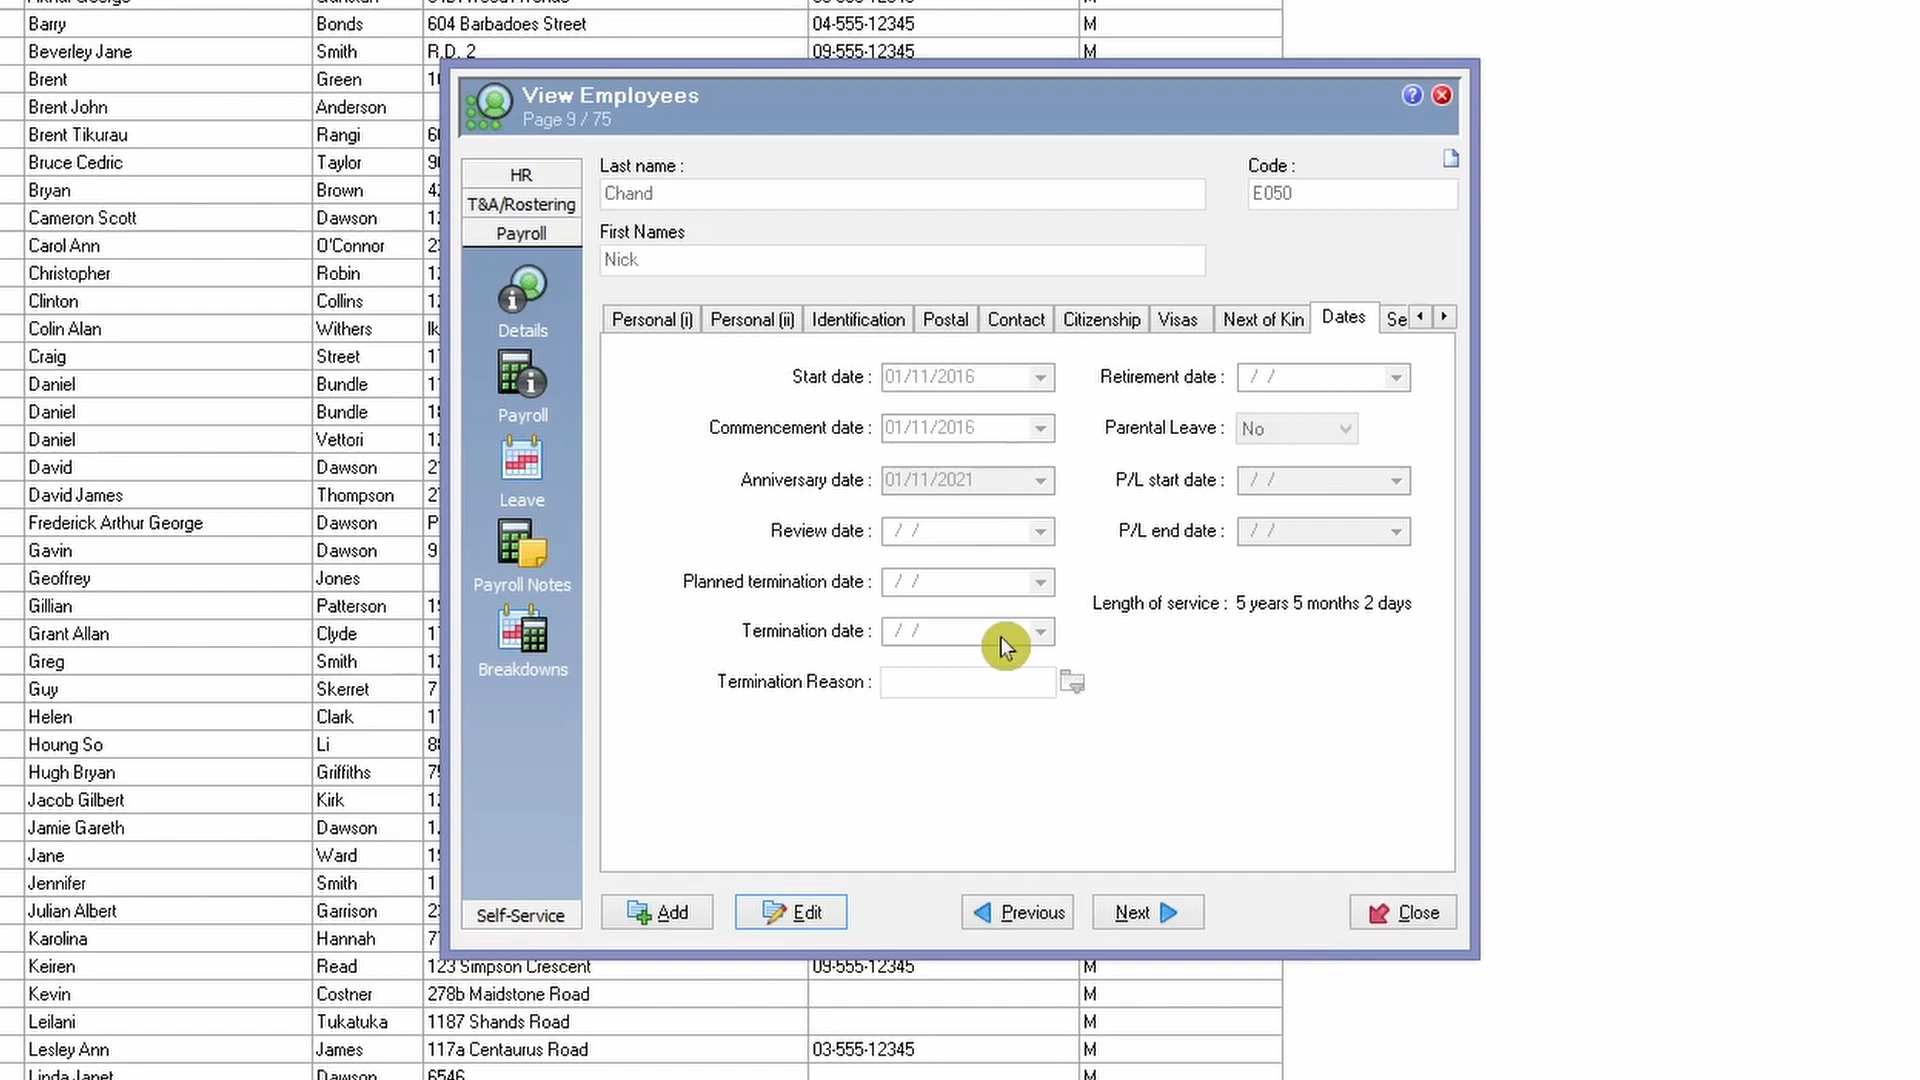 Barry Bonds 604 Barbadoes Street 04-555-12345 M
Beverley Jane Smith R.D. 2 09-555-12345 M
Brent Green
Brent John Anderson
Brent Tikurau Rangi
Bruce Cedric Taylor
Bryan Brown
Cameron Scott Dawson
Carol Ann O'Connor
Christopher Robin
Clinton Collins
Colin Alan Withers
Craig Street
Daniel Bundle
Daniel Bundle
Daniel Vettori
David Dawson
David James Thompson
Frederick Arthur George Dawson
Gavin Dawson
Geoffrey Jones
Gillian Patterson
Grant Allan Clyde
Greg Smith
Guy Skerret
Helen Clark
Houng So Li
Hugh Bryan Griffiths
Jacob Gilbert Kirk
Jamie Gareth Dawson
Jane Ward
Jennifer Smith
Julian Albert Garrison
Karolina Hannah
Keiren Read 123 Simpson Crescent 09-555-12345 M
Kevin Costner 278b Maidstone Road M
Leilani Tukatuka 1187 Shands Road M
Lesley Ann James 117a Centaurus Road 03-555-12345 M
Linda Janet Dawson 6546
View Employees
Page 9 / 75
HR
T&A/Rostering
Payroll
Details
Payroll
Leave
Payroll Notes
Breakdowns
Self-Service
Last name : Code :
Chand E050
First Names
Nick
Personal (i) Personal (ii) Identification Postal Contact Citizenship Visas Next of Kin Dates Se
Start date : 01/11/2016 Retirement date : / /
Commencement date : 01/11/2016 Parental Leave : No
Anniversary date : 01/11/2021 P/L start date : / /
Review date : / / P/L end date : / /
Planned termination date : / /
Length of service : 5 years 5 months 2 days
Termination date : / /
Termination Reason :
Add Edit Previous Next Close